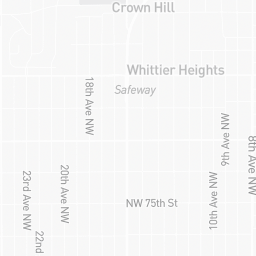 Crown Hill
Whittier Heights
Safeway
18th Ave NW
9th Ave NW
8th Ave NW
20th Ave NW
23rd Ave NW
10th Ave NW
NW 75th St
22nd